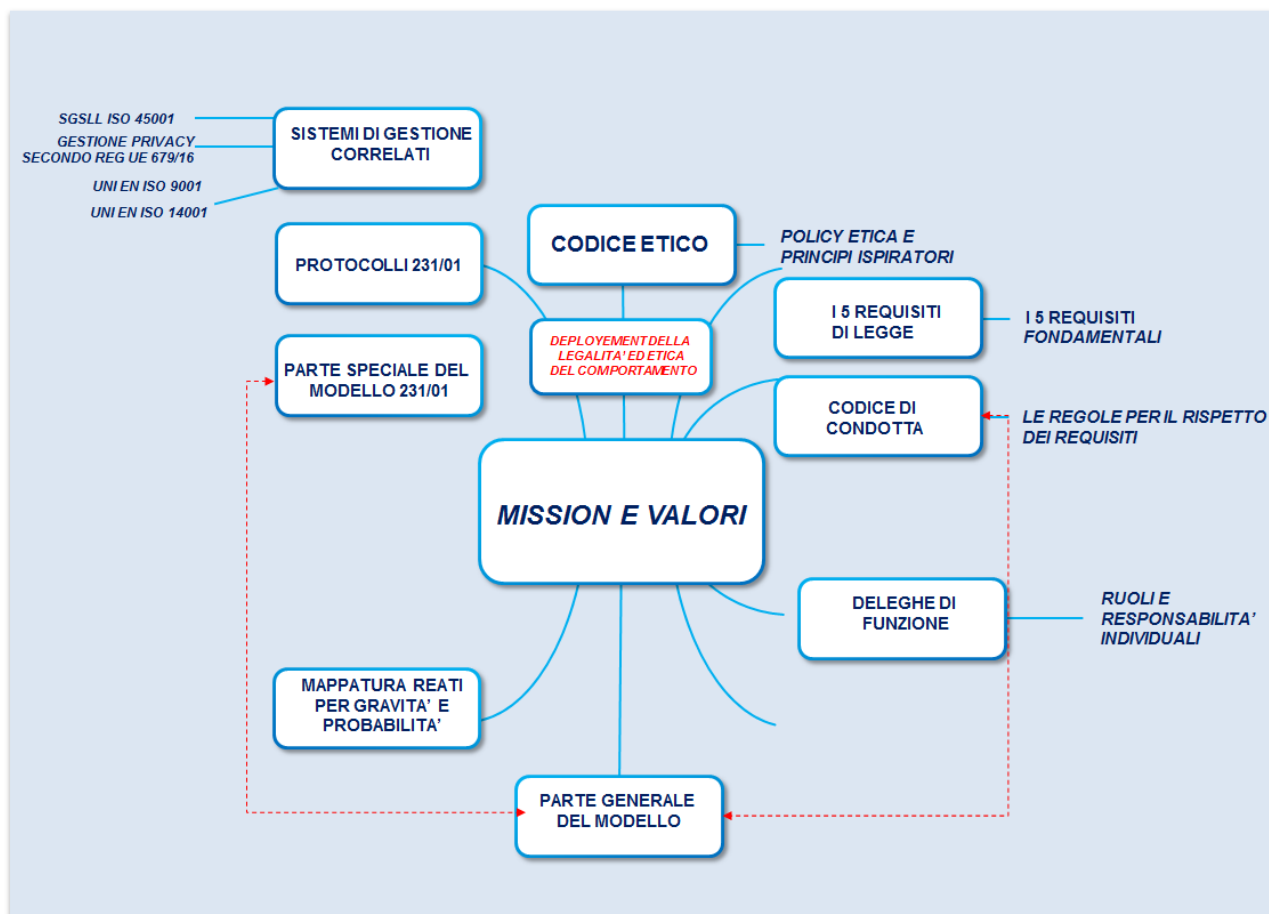 SGSLL ISO 45001
GESTIONE PRIVACY
SECONDO REG UE 679/16
UNI EN ISO 9001
UNI EN ISO 14001
SISTEMI DI GESTIONE
CORRELATI
PROTOCOLLI 231/01
CODICE ETICO
POLICY ETICA E
PRINCIPI ISPIRATORI
I 5 REQUISITI
DI LEGGE
I 5 REQUISITI
FONDAMENTALI
DEPLOYEMENT DELLA
LEGALITA' ED ETICA
DEL COMPORTAMENTO
PARTE SPECIALE DEL
MODELLO 231/01
CODICE DI
CONDOTTA
LE REGOLE PER IL RISPETTO
DEI REQUISITI
MISSION E VALORI
DELEGHE DI
FUNZIONE
RUOLI E
RESPONSABILITA'
INDIVIDUALI
MAPPATURA REATI
PER GRAVITA' E
PROBABILITA'
PARTE GENERALE
DEL MODELLO